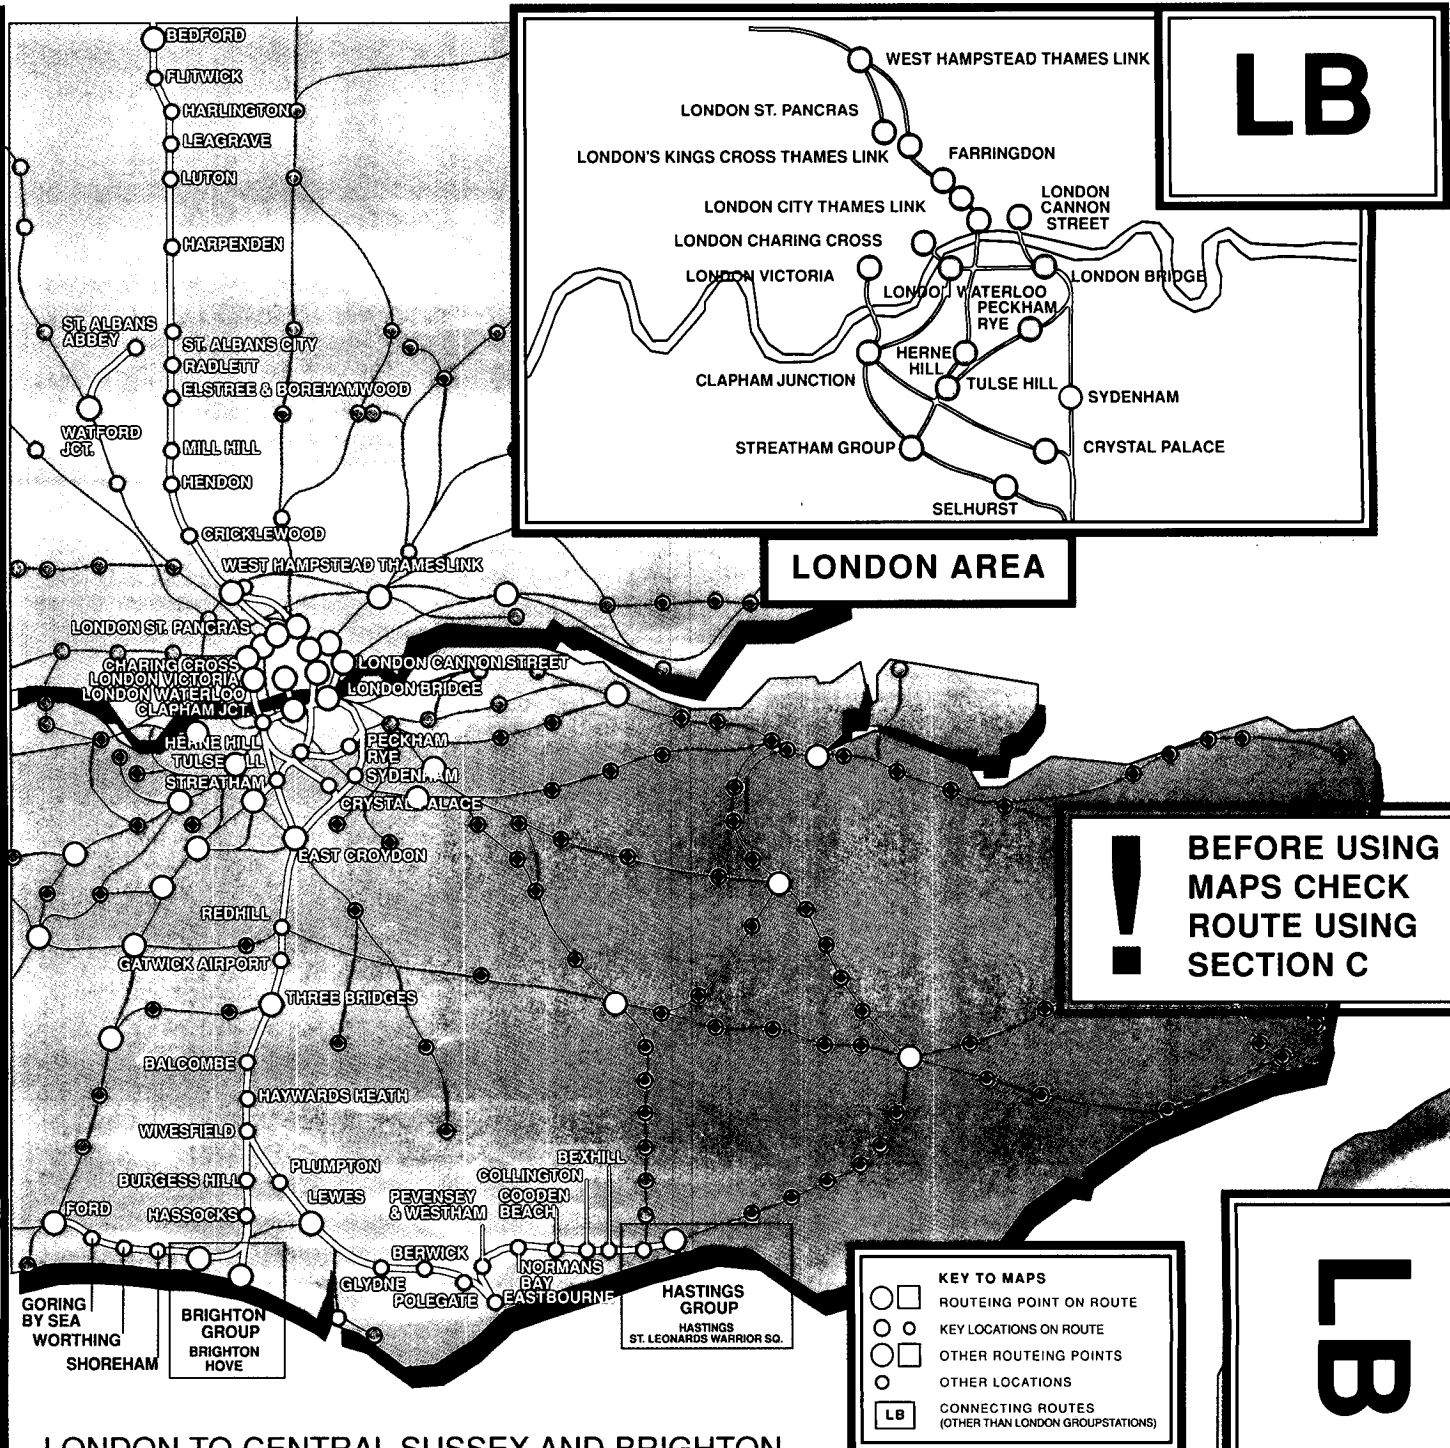 BEDFORD
FLITWICK
HARLINGTON
LEAGRAVE
LUTON
HARPENDEN
ST. ALBANS
ABBEY
ST. ALBANS CITY
RADLETT
ELSTREE & BOREHAMWOOD
WATFORD
JCT.
MILL HILL
HENDON
CRICKLEWOOD
WEST HAMPSTEAD THAMESLINK
LONDON ST. PANCRAS
CHARING CROSS
LONDON VICTORIA
LONDON WATERLOO
CLAPHAM JCT.
LONDON CANNON STREET
LONDON BRIDGE
HERNE HILL
TULSE HILL
STREATHAM
PECKHAM
RYE
SYDENHAM
CRYSTAL PALACE
EAST CROYDON
REDHILL
GATWICK AIRPORT
THREE BRIDGES
BALCOMBE
HAYWARDS HEATH
WIVESFIELD
PLUMPTON
BURGESS HILL
LEWES
HASSOCKS
FORD
PEVENSEY
& WESTHAM
COLLINGTON
COODEN
BEACH
BEXHILL
BERWICK
GLYDNE
POLEGATE
NORMANS
BAY
EASTBOURNE
GORING
BY SEA
WORTHING
SHOREHAM
BRIGHTON
GROUP
BRIGHTON
HOVE
HASTINGS
GROUP
HASTINGS
ST. LEONARDS WARRIOR SQ.
WEST HAMPSTEAD THAMES LINK
LONDON ST. PANCRAS
LONDON'S KINGS CROSS THAMES LINK
FARRINGDON
LONDON CITY THAMES LINK
LONDON
CANNON
STREET
LONDON CHARING CROSS
LONDON VICTORIA
LONDON WATERLOO
LONDON BRIDGE
PECKHAM
RYE
HERNE
HILL
CLAPHAM JUNCTION
TULSE HILL
SYDENHAM
STREATHAM GROUP
CRYSTAL PALACE
SELHURST
LB
LONDON AREA
! BEFORE USING
MAPS CHECK
ROUTE USING
SECTION C
KEY TO MAPS
ROUTEING POINT ON ROUTE
KEY LOCATIONS ON ROUTE
OTHER ROUTEING POINTS
OTHER LOCATIONS
LB CONNECTING ROUTES
(OTHER THAN LONDON GROUPSTATIONS)
LB
LONDON TO CENTRAL SUSSEX AND BRIGHTON